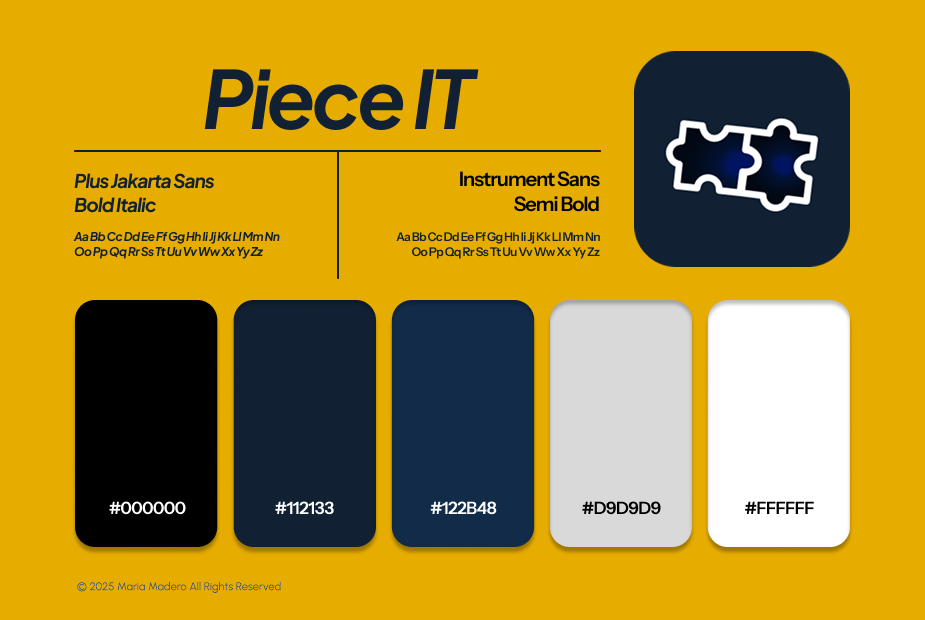 Piece IT
Plus Jakarta Sans
Bold Italic
Aa Bb Cc Dd Ee Ff Gg Hh Ii Jj Kk Ll Mm Nn
Oo Pp Qq Rr Ss Tt Uu Vv Ww Xx Yy Zz
Instrument Sans
Semi Bold
Aa Bb Cc Dd Ee Ff Gg Hh Ii Jj Kk Ll Mm Nn
Oo Pp Qq Rr Ss Tt Uu Vv Ww Xx Yy Zz
#000000
#112133
#122B48
#D9D9D9
#FFFFFF
© 2025 Maria Madero All Rights Reserved